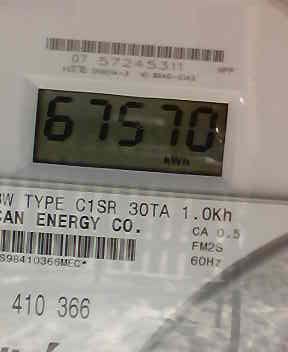 07 57245311
67570
kWh
W TYPE C1SR 30TA 1.0Kh
CAN ENERGY CO.
CA 0.5
FM2S
60Hz
S98410366MEC*
410 366